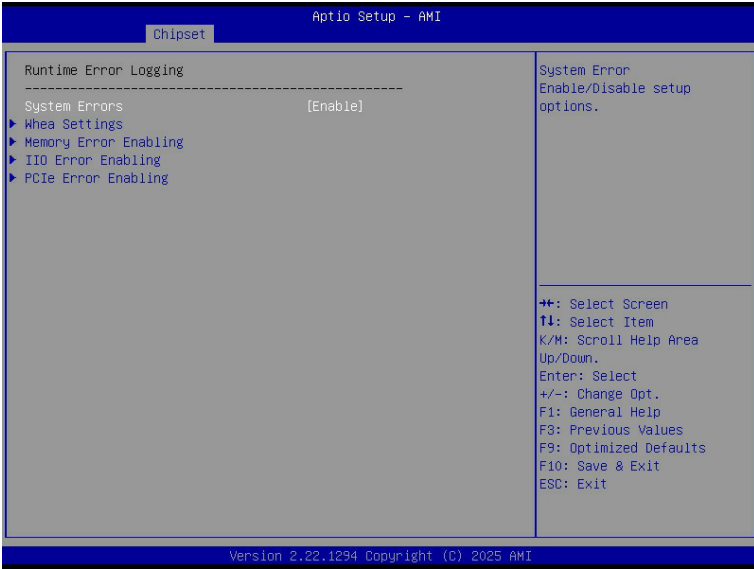 Aptio Setup – AMI
Chipset
Runtime Error Logging
--------------------------------------------------
System Errors [Enable]
Whea Settings
Memory Error Enabling
IIO Error Enabling
PCIe Error Enabling
System Error
Enable/Disable setup
options.
→←: Select Screen
↑↓: Select Item
K/M: Scroll Help Area
Up/Down.
Enter: Select
+/-: Change Opt.
F1: General Help
F3: Previous Values
F9: Optimized Defaults
F10: Save & Exit
ESC: Exit
Version 2.22.1294 Copyright (C) 2025 AMI